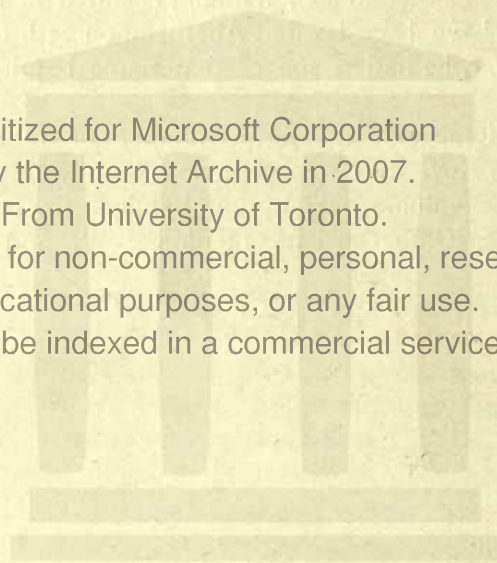 itized for Microsoft Corporation
the Internet Archive in 2007.
From University of Toronto.
for non-commercial, personal, rese
cational purposes, or any fair use.
be indexed in a commercial service